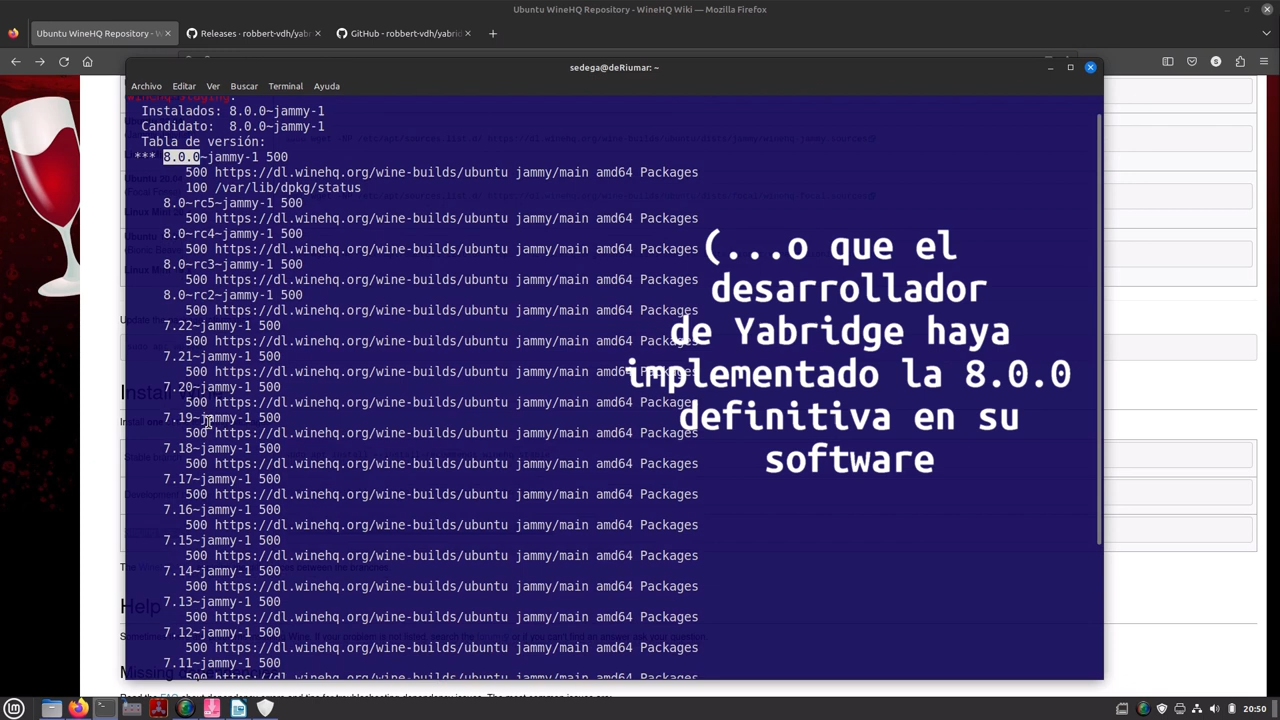 Ubuntu WineHQ Repository - WineHQ Wiki — Mozilla Firefox
Ubuntu WineHQ Repository - W
Releases · robbert-vdh/yab
GitHub - robbert-vdh/yabrid
sedega@deRiumar: ~
Archivo Editar Ver Buscar Terminal Ayuda
Instalados: 8.0.0~jammy-1
Candidato: 8.0.0~jammy-1
Tabla de versión:
*** 8.0.0~jammy-1 500
500 https://dl.winehq.org/wine-builds/ubuntu jammy/main amd64 Packages
100 /var/lib/dpkg/status
8.0~rc5~jammy-1 500
500 https://dl.winehq.org/wine-builds/ubuntu jammy/main amd64 Packages
8.0~rc4~jammy-1 500
500 https://dl.winehq.org/wine-builds/ubuntu jammy/main amd64 Packages
8.0~rc3~jammy-1 500
500 https://dl.winehq.org/wine-builds/ubuntu jammy/main amd64 Packages
8.0~rc2~jammy-1 500
500 https://dl.winehq.org/wine-builds/ubuntu jammy/main amd64 Packages
7.22~jammy-1 500
500 https://dl.winehq.org/wine-builds/ubuntu jammy/main amd64 Packages
7.21~jammy-1 500
500 https://dl.winehq.org/wine-builds/ubuntu jammy/main amd64 Packages
7.20~jammy-1 500
500 https://dl.winehq.org/wine-builds/ubuntu jammy/main amd64 Packages
7.19~jammy-1 500
500 https://dl.winehq.org/wine-builds/ubuntu jammy/main amd64 Packages
7.18~jammy-1 500
500 https://dl.winehq.org/wine-builds/ubuntu jammy/main amd64 Packages
7.17~jammy-1 500
500 https://dl.winehq.org/wine-builds/ubuntu jammy/main amd64 Packages
7.16~jammy-1 500
500 https://dl.winehq.org/wine-builds/ubuntu jammy/main amd64 Packages
7.15~jammy-1 500
500 https://dl.winehq.org/wine-builds/ubuntu jammy/main amd64 Packages
7.14~jammy-1 500
500 https://dl.winehq.org/wine-builds/ubuntu jammy/main amd64 Packages
7.13~jammy-1 500
500 https://dl.winehq.org/wine-builds/ubuntu jammy/main amd64 Packages
7.12~jammy-1 500
500 https://dl.winehq.org/wine-builds/ubuntu jammy/main amd64 Packages
7.11~jammy-1 500
500 https://dl.winehq.org/wine-builds/ubuntu jammy/main amd64 Packages
(...o que el
desarrollador
de Yabridge haya
implementado la 8.0.0
definitiva en su
software
Install
Help
Missing
20:50